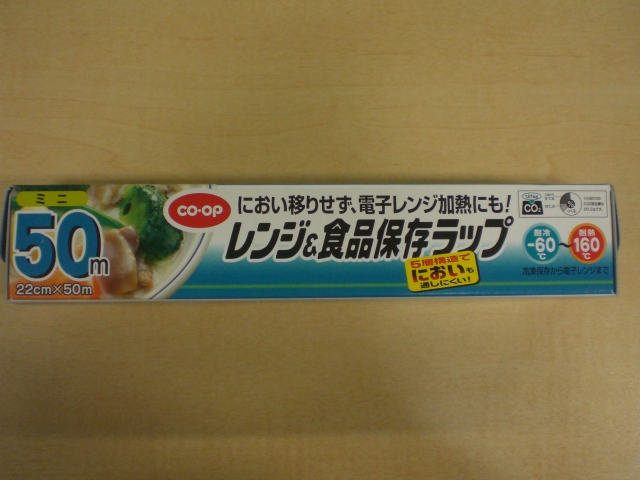 ミニ
50m
22cm×50m
CO·OP
におい移りせず、電子レンジ加熱にも!
レンジ&食品保存ラップ
5層構造で
においも
通しにくい!
CO2
耐冷
-60℃
~
耐熱
160℃
冷凍保存から電子レンジまで